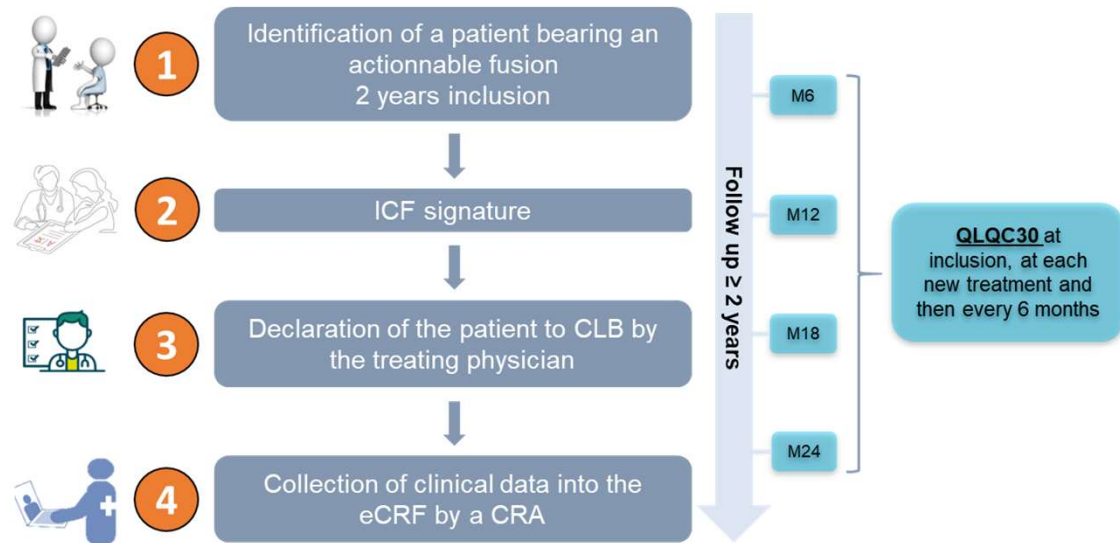 1
Identification of a patient bearing an
actionnable fusion
2 years inclusion
2
ICF signature
3
Declaration of the patient to CLB by
the treating physician
4
Collection of clinical data into the
eCRF by a CRA
Follow up ≥ 2 years
M6
M12
M18
M24
QLQC30 at
inclusion, at each
new treatment and
then every 6 months